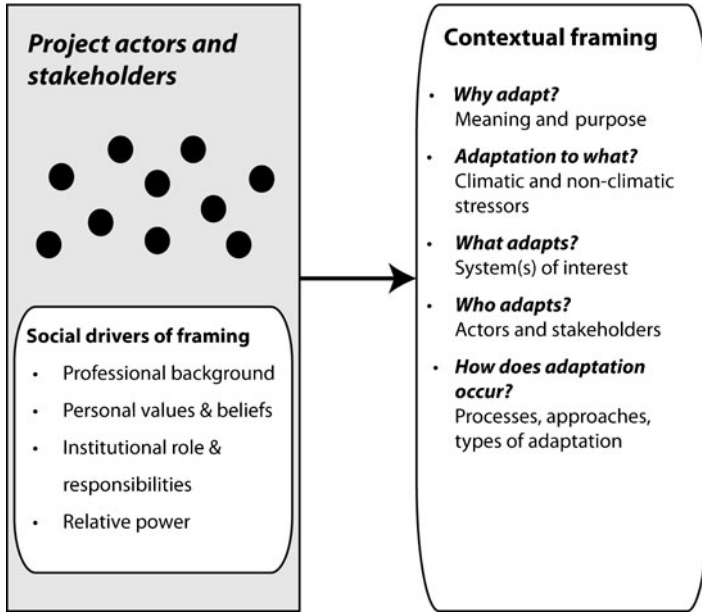 Project actors and
stakeholders
Social drivers of framing
• Professional background
• Personal values & beliefs
• Institutional role &
responsibilities
• Relative power
Contextual framing
• Why adapt?
Meaning and purpose
• Adaptation to what?
Climatic and non-climatic
stressors
• What adapts?
System(s) of interest
• Who adapts?
Actors and stakeholders
• How does adaptation
occur?
Processes, approaches,
types of adaptation